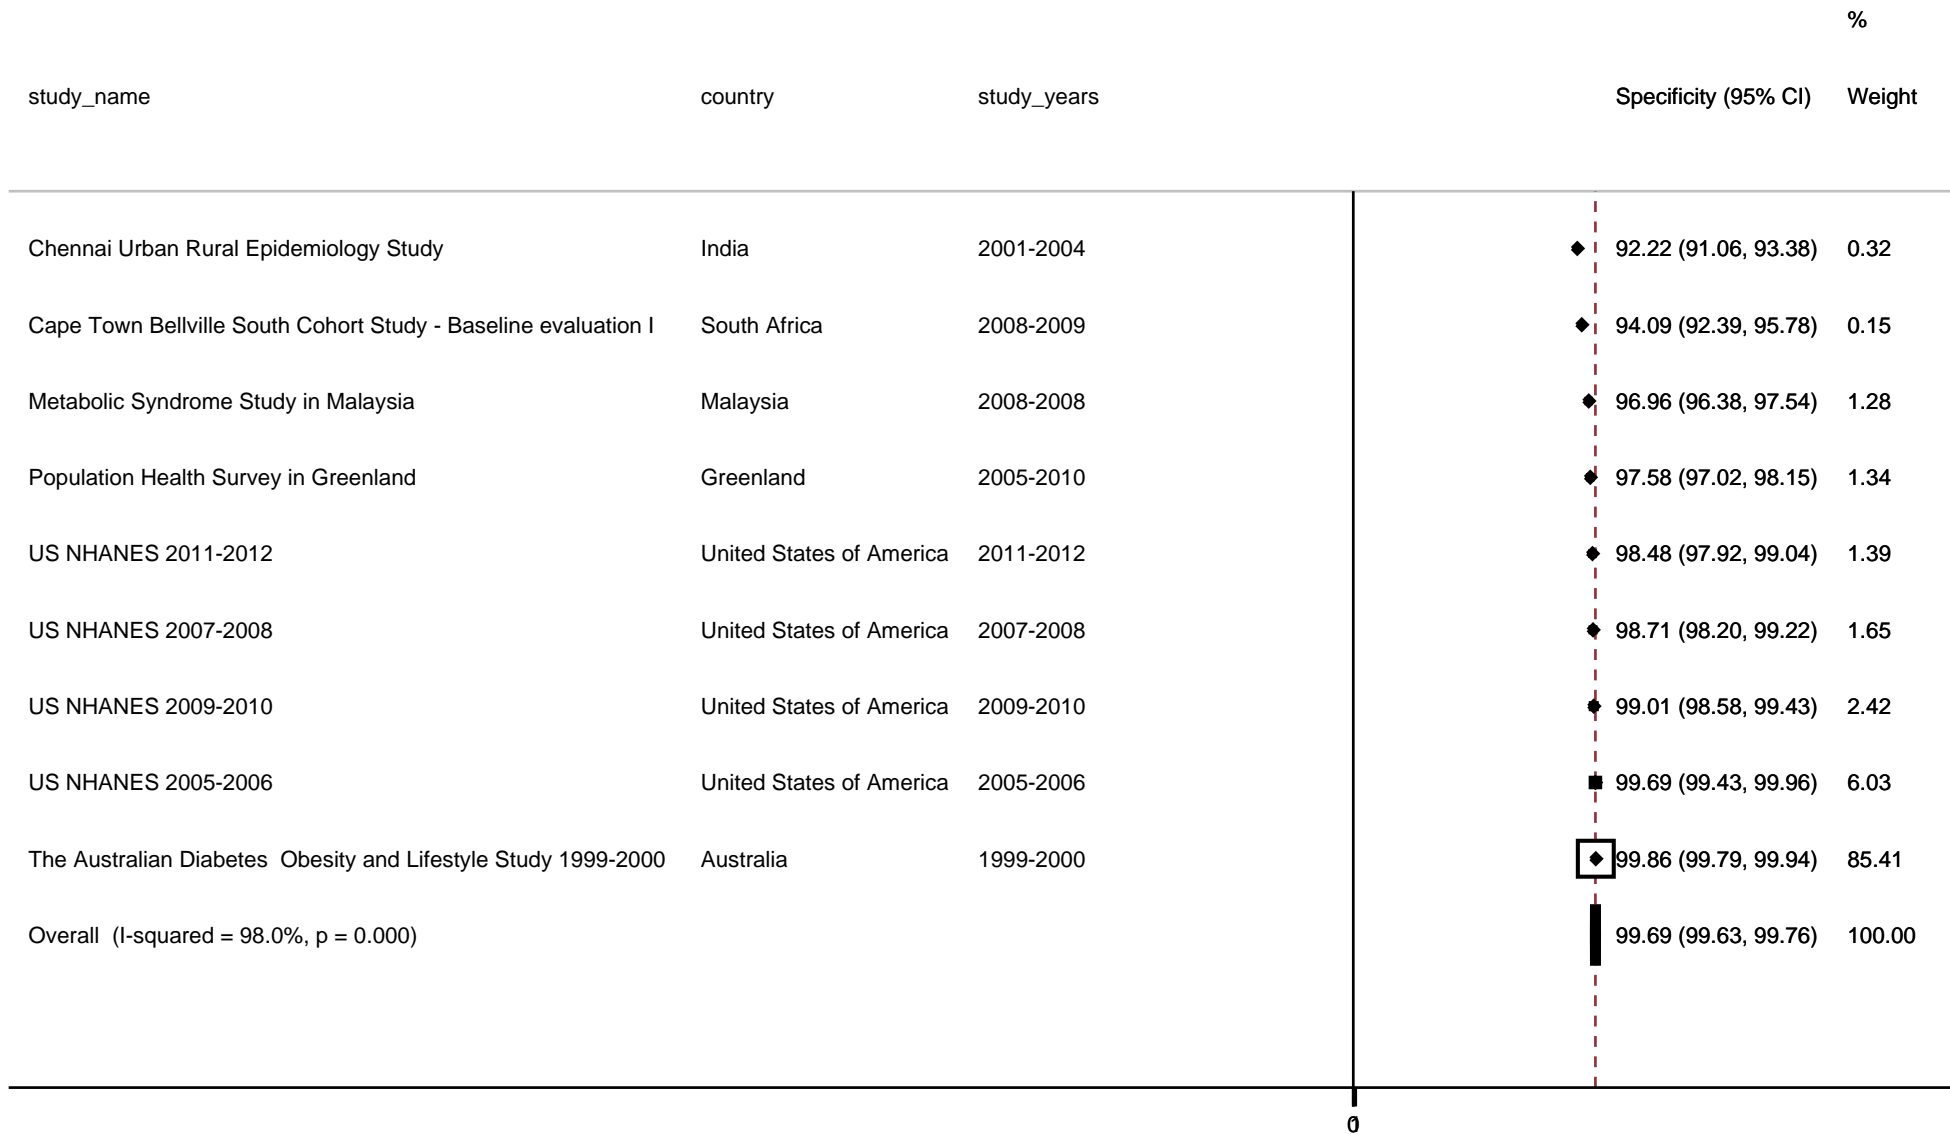 %
study_name country study_years Specificity (95% CI) Weight
Chennai Urban Rural Epidemiology Study India 2001-2004 92.22 (91.06, 93.38) 0.32
Cape Town Bellville South Cohort Study - Baseline evaluation I South Africa 2008-2009 94.09 (92.39, 95.78) 0.15
Metabolic Syndrome Study in Malaysia Malaysia 2008-2008 96.96 (96.38, 97.54) 1.28
Population Health Survey in Greenland Greenland 2005-2010 97.58 (97.02, 98.15) 1.34
US NHANES 2011-2012 United States of America 2011-2012 98.48 (97.92, 99.04) 1.39
US NHANES 2007-2008 United States of America 2007-2008 98.71 (98.20, 99.22) 1.65
US NHANES 2009-2010 United States of America 2009-2010 99.01 (98.58, 99.43) 2.42
US NHANES 2005-2006 United States of America 2005-2006 99.69 (99.43, 99.96) 6.03
The Australian Diabetes  Obesity and Lifestyle Study 1999-2000 Australia 1999-2000 99.86 (99.79, 99.94) 85.41
Overall  (I-squared = 98.0%, p = 0.000) 99.69 (99.63, 99.76) 100.00